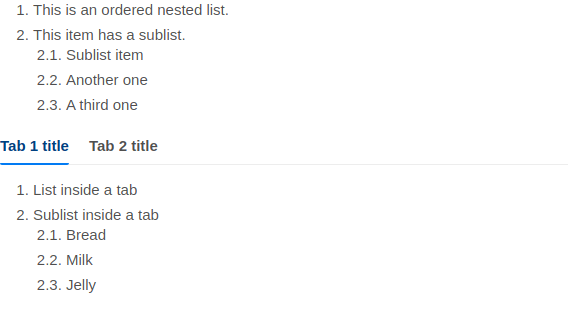 1. This is an ordered nested list.
2. This item has a sublist.
2.1. Sublist item
2.2. Another one
2.3. A third one
Tab 1 title Tab 2 title
1. List inside a tab
2. Sublist inside a tab
2.1. Bread
2.2. Milk
2.3. Jelly